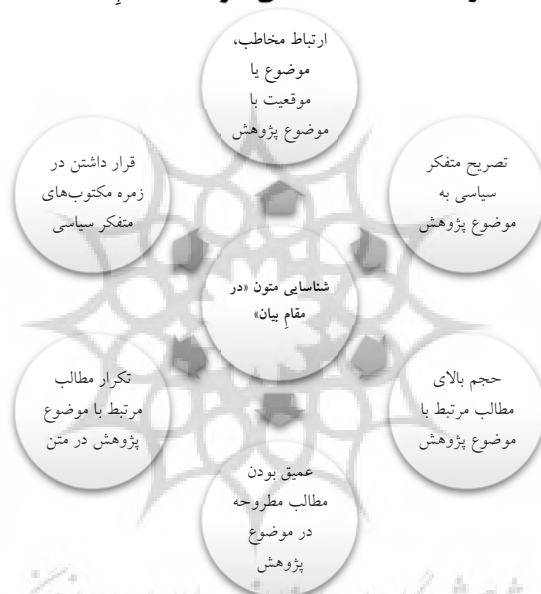 ارتباط مخاطب،
موضوع یا
موقعیت با
موضوع پژوهش
تصریح متفکر
سیاسی به
موضوع پژوهش
قرار داشتن در
زمره مکتوب‌های
متفکر سیاسی
شناسایی متون «در
مقامِ بیان»
حجم بالای
مطالب مرتبط با
موضوع پژوهش
تکرار مطالب
مرتبط با موضوع
پژوهش در متن
عمیق بودن
مطالب مطروحه
در موضوع
پژوهش